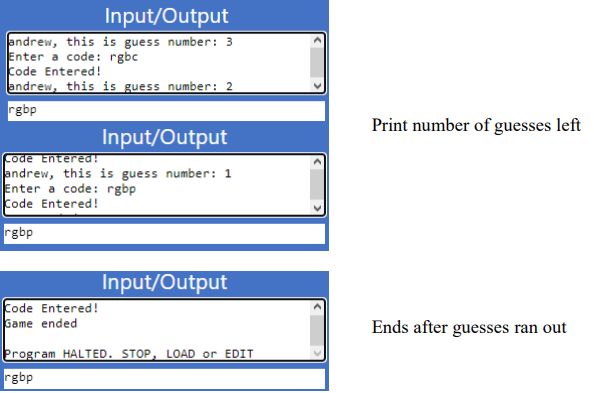 Input/Output
andrew, this is guess number: 3
Enter a code: rgbc
Code Entered!
andrew, this is guess number: 2
rgbp
Print number of guesses left
Input/Output
Code Entered!
andrew, this is guess number: 1
Enter a code: rgbp
Code Entered!
rgbp
Input/Output
Code Entered!
Game ended
Program HALTED. STOP, LOAD or EDIT
rgbp
Ends after guesses ran out